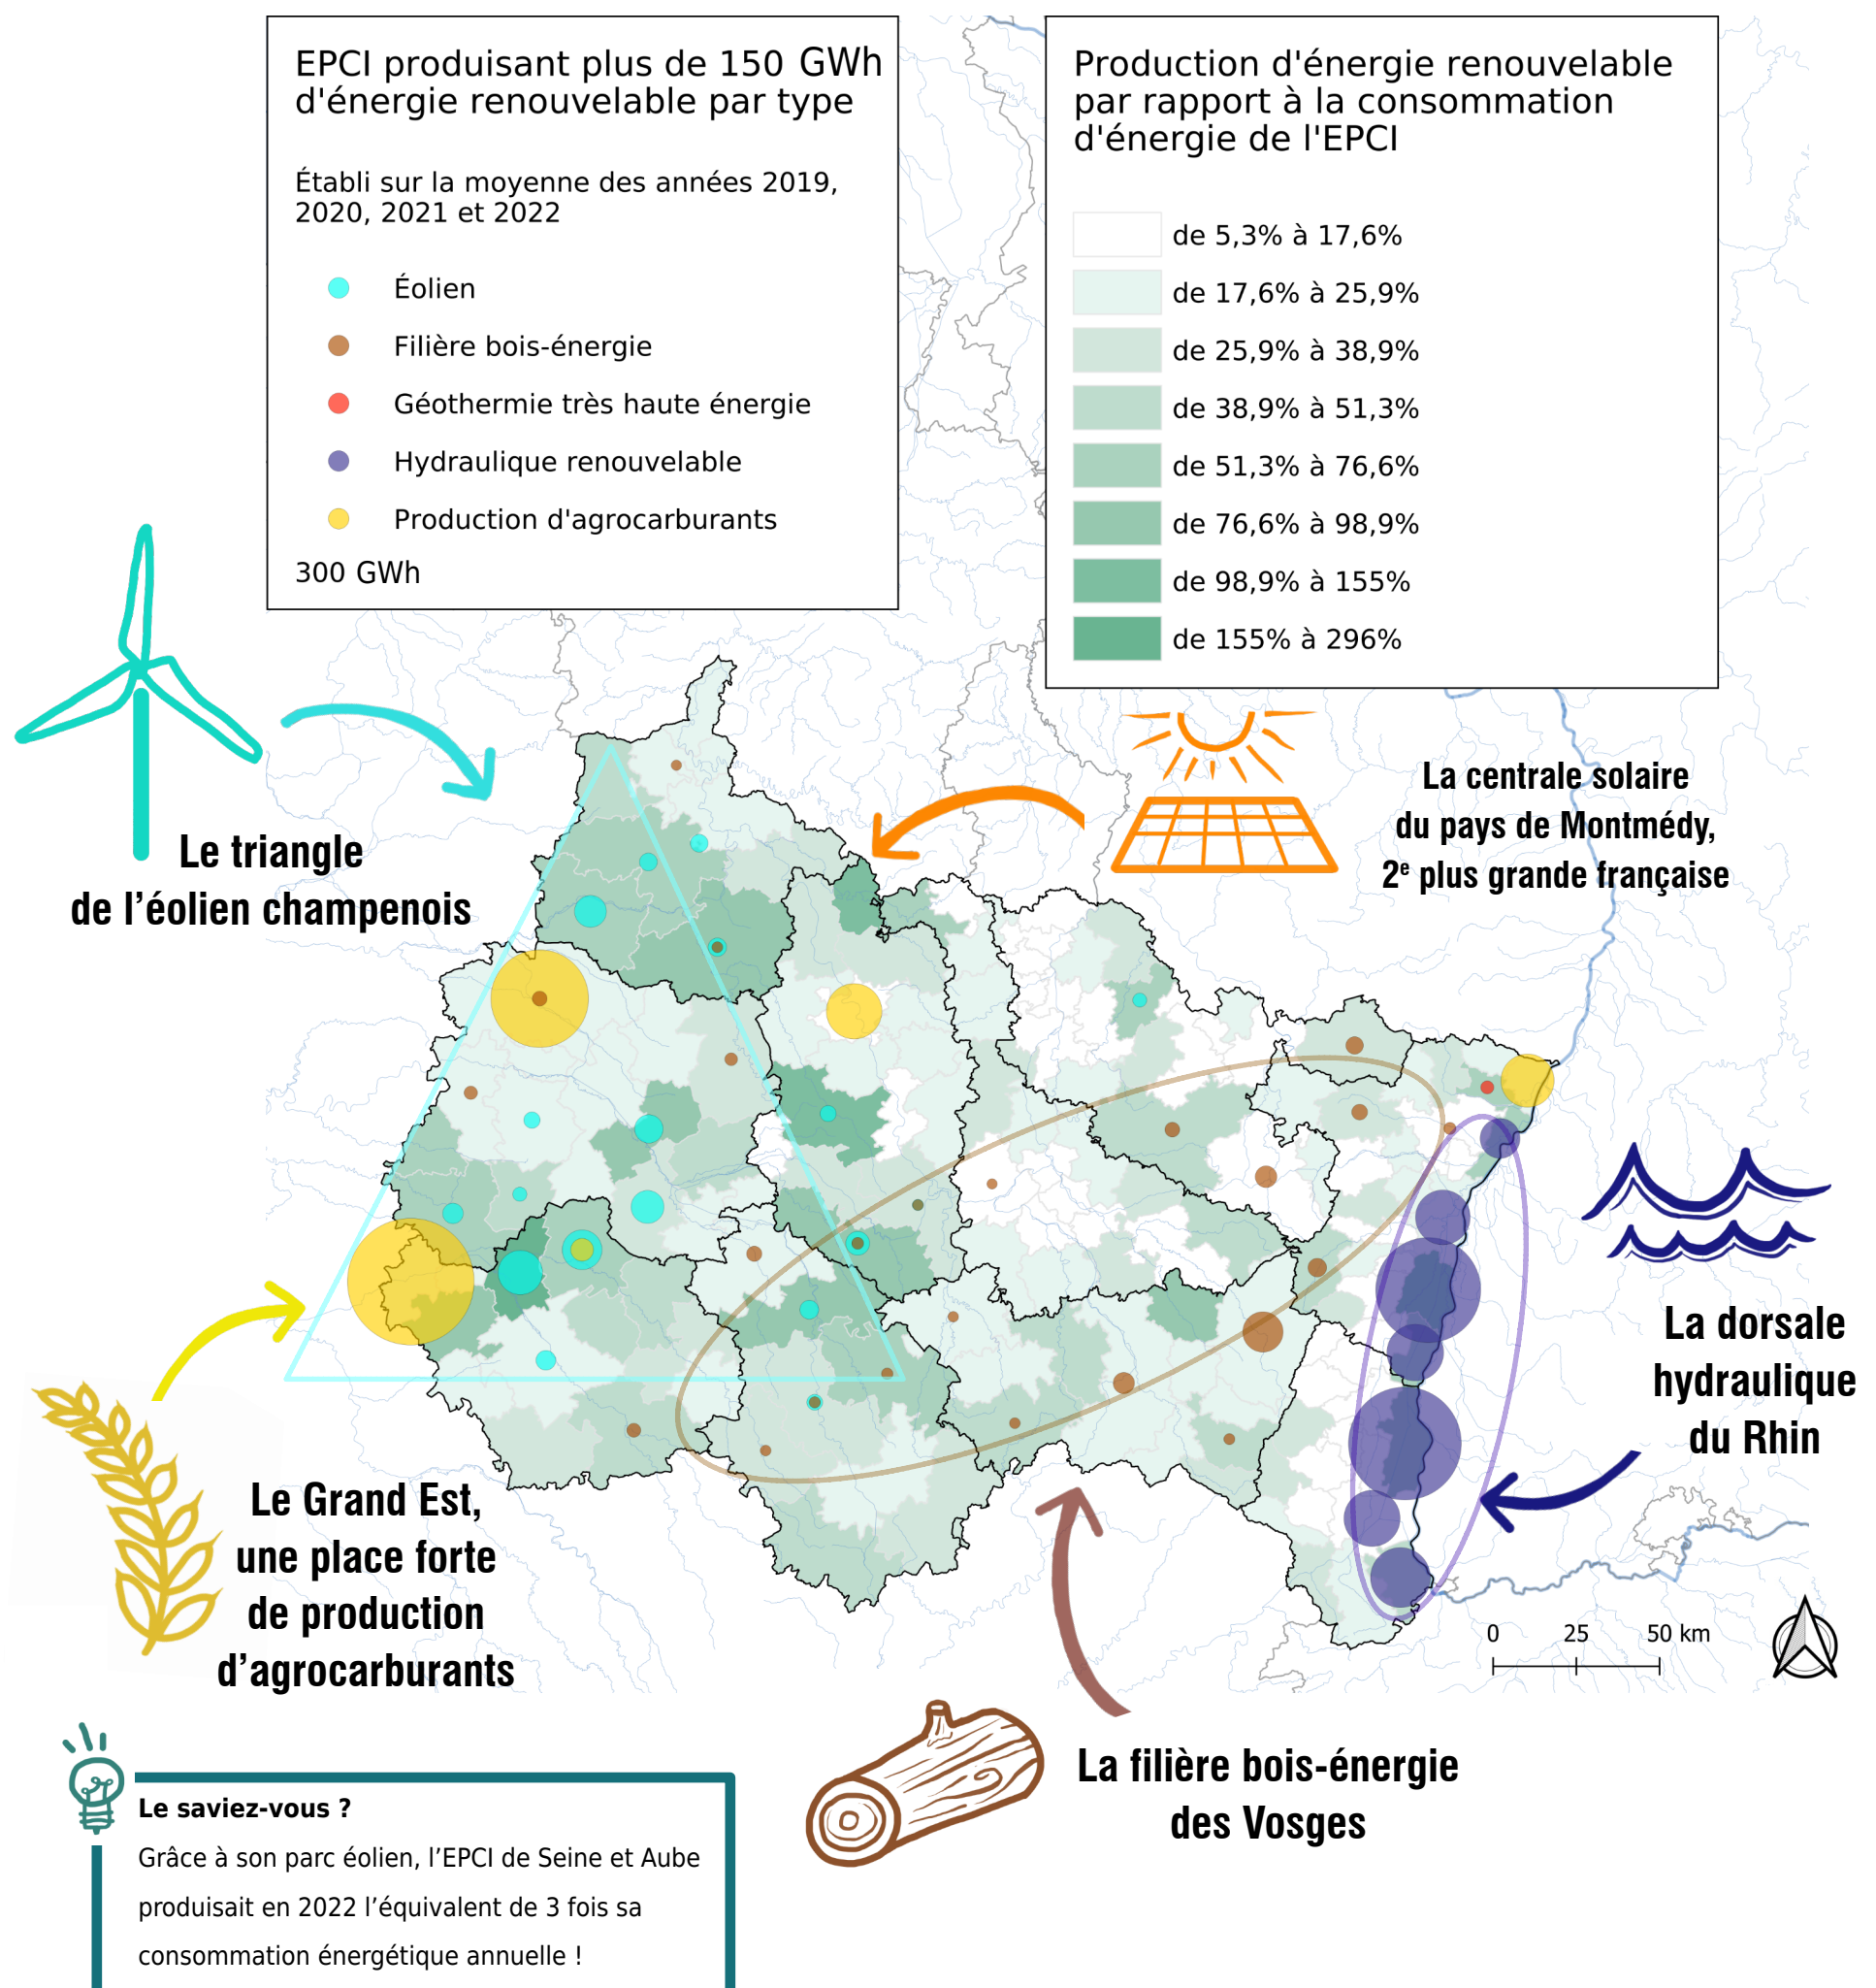 EPCI produisant plus de 150 GWh
d'énergie renouvelable par type
Établi sur la moyenne des années 2019,
2020, 2021 et 2022
Éolien
Filière bois-énergie
Géothermie très haute énergie
Hydraulique renouvelable
Production d'agrocarburants
300 GWh
Production d'énergie renouvelable
par rapport à la consommation
d'énergie de l'EPCI
de 5,3% à 17,6%
de 17,6% à 25,9%
de 25,9% à 38,9%
de 38,9% à 51,3%
de 51,3% à 76,6%
de 76,6% à 98,9%
de 98,9% à 155%
de 155% à 296%
Le triangle
de l’éolien champenois
La centrale solaire
du pays de Montmédy,
2e plus grande française
La dorsale
hydraulique
du Rhin
Le Grand Est,
une place forte
de production
d’agrocarburants
0 25 50 km
La filière bois-énergie
des Vosges
Le saviez-vous ?
Grâce à son parc éolien, l’EPCI de Seine et Aube
produisait en 2022 l’équivalent de 3 fois sa
consommation énergétique annuelle !